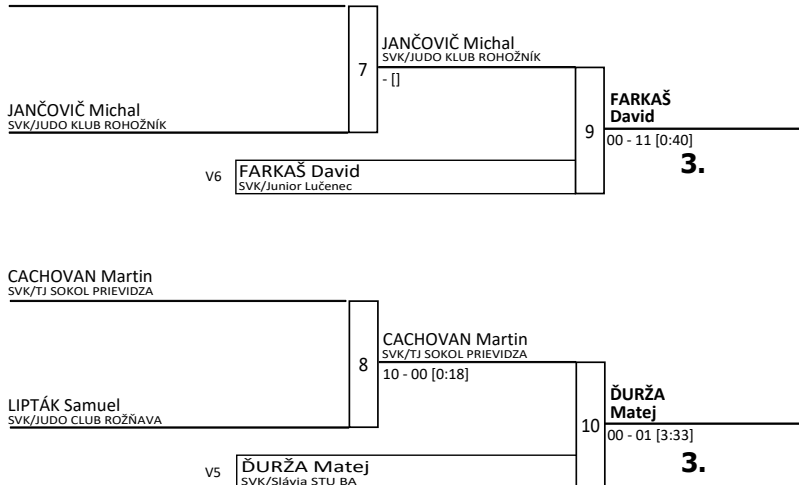 7
JANČOVIČ Michal
SVK/JUDO KLUB ROHOŽNÍK
- []
JANČOVIČ Michal
SVK/JUDO KLUB ROHOŽNÍK
9
FARKAŠ
David
00 - 11 [0:40]
3.
V6
FARKAŠ David
SVK/Junior Lučenec
CACHOVAN Martin
SVK/TJ SOKOL PRIEVIDZA
8
CACHOVAN Martin
SVK/TJ SOKOL PRIEVIDZA
10 - 00 [0:18]
LIPTÁK Samuel
SVK/JUDO CLUB ROŽŇAVA
10
ĎURŽA
Matej
00 - 01 [3:33]
3.
V5
ĎURŽA Matej
SVK/Slávia STU BA